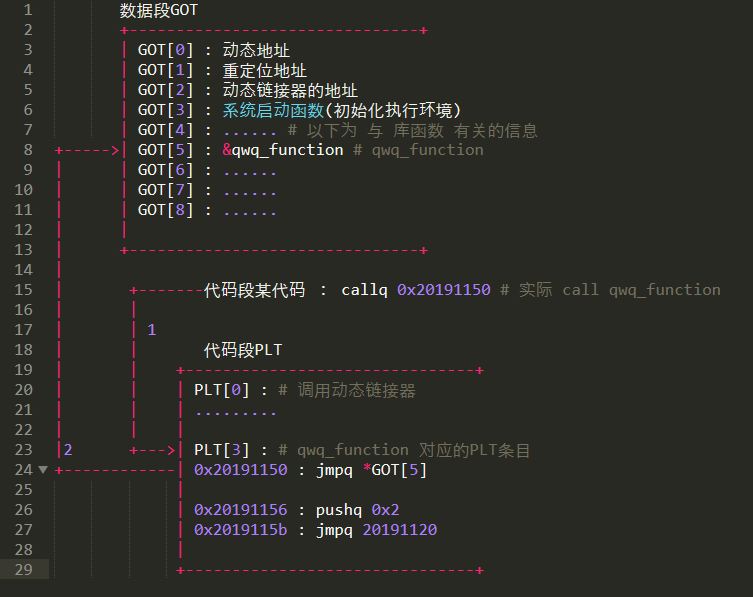 1 数据段GOT
2 +-------------------------------+
3 | GOT[0] : 动态地址
4 | GOT[1] : 重定位地址
5 | GOT[2] : 动态链接器的地址
6 | GOT[3] : 系统启动函数(初始化执行环境)
7 | GOT[4] : ...... # 以下为 与 库函数 有关的信息
8 +----->| GOT[5] : &qwq_function # qwq_function
9 | | GOT[6] : ......
10 | | GOT[7] : ......
11 | | GOT[8] : ......
12 | |
13 | +-------------------------------+
14 |
15 | +-------代码段某代码 : callq 0x20191150 # 实际 call qwq_function
16 | |
17 | | 1
18 | | 代码段PLT
19 | | +-------------------------------+
20 | | | PLT[0] : # 调用动态链接器
21 | | | .........
22 | | |
23 |2 +--->| PLT[3] : # qwq_function 对应的PLT条目
24 +------------| 0x20191150 : jmpq *GOT[5]
25 |
26 | 0x20191156 : pushq 0x2
27 | 0x2019115b : jmpq 20191120
28 |
29 +-------------------------------+